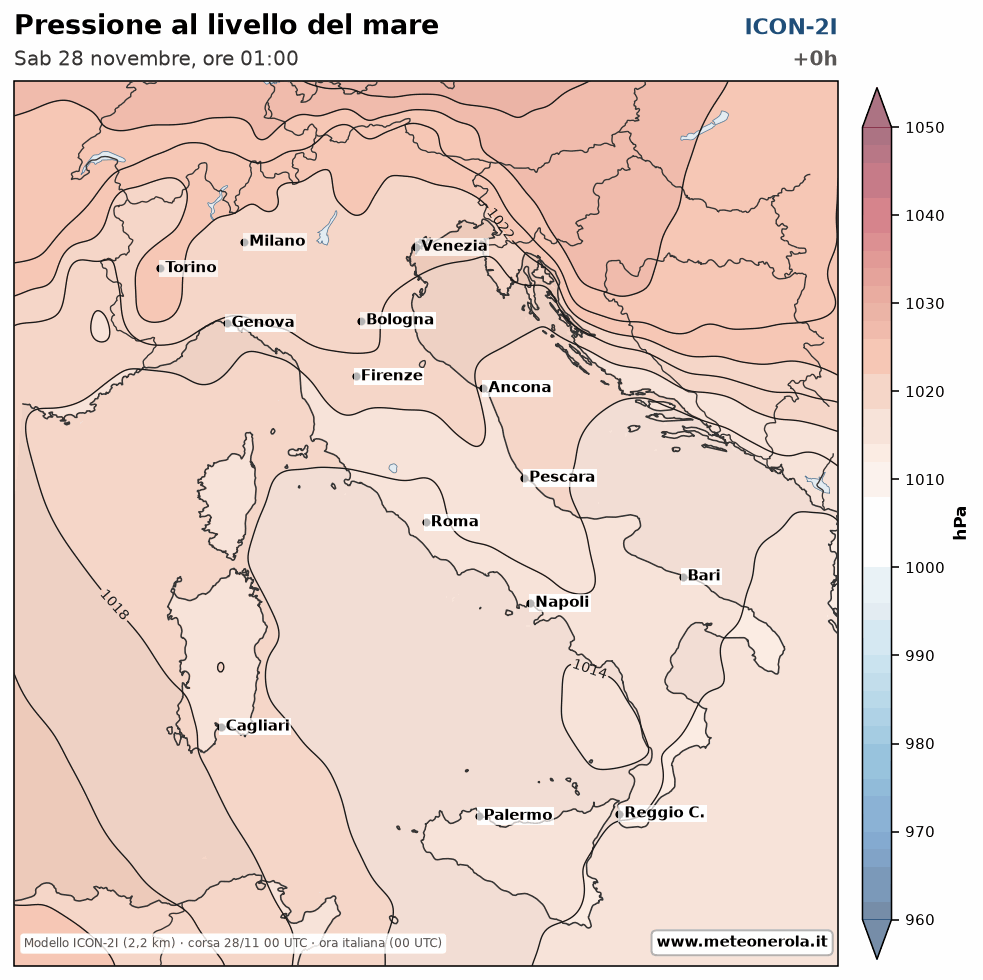 Pressione al livello del mare
ICON-2I
Sab 28 novembre, ore 01:00
+0h
1050
1040
1030
1020
1010
1000
990
980
970
960
hPa
Milano
Venezia
Torino
Genova
Bologna
Firenze
Ancona
Pescara
Roma
Bari
Napoli
1018
1014
Cagliari
Palermo
Reggio C.
Modello ICON-2I (2,2 km) · corsa 28/11 00 UTC · ora italiana (00 UTC)
www.meteonerola.it